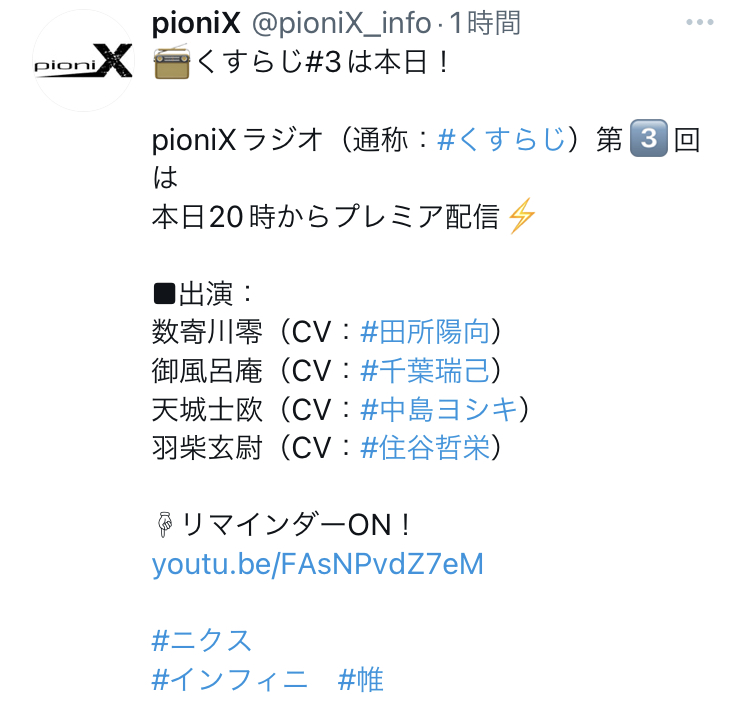 pioniX
pioniX @pioniX_info · 1時間
📻くすらじ#3は本日！
pioniXラジオ（通称：#くすらじ）第3️⃣回
は
本日20時からプレミア配信⚡
■出演：
数寄川零（CV：#田所陽向）
御風呂庵（CV：#千葉瑞己）
天城士欧（CV：#中島ヨシキ）
羽柴玄尉（CV：#住谷哲栄）
👇リマインダーON！
youtu.be/FAsNPvdZ7eM
#ニクス
#インフィニ　#帷